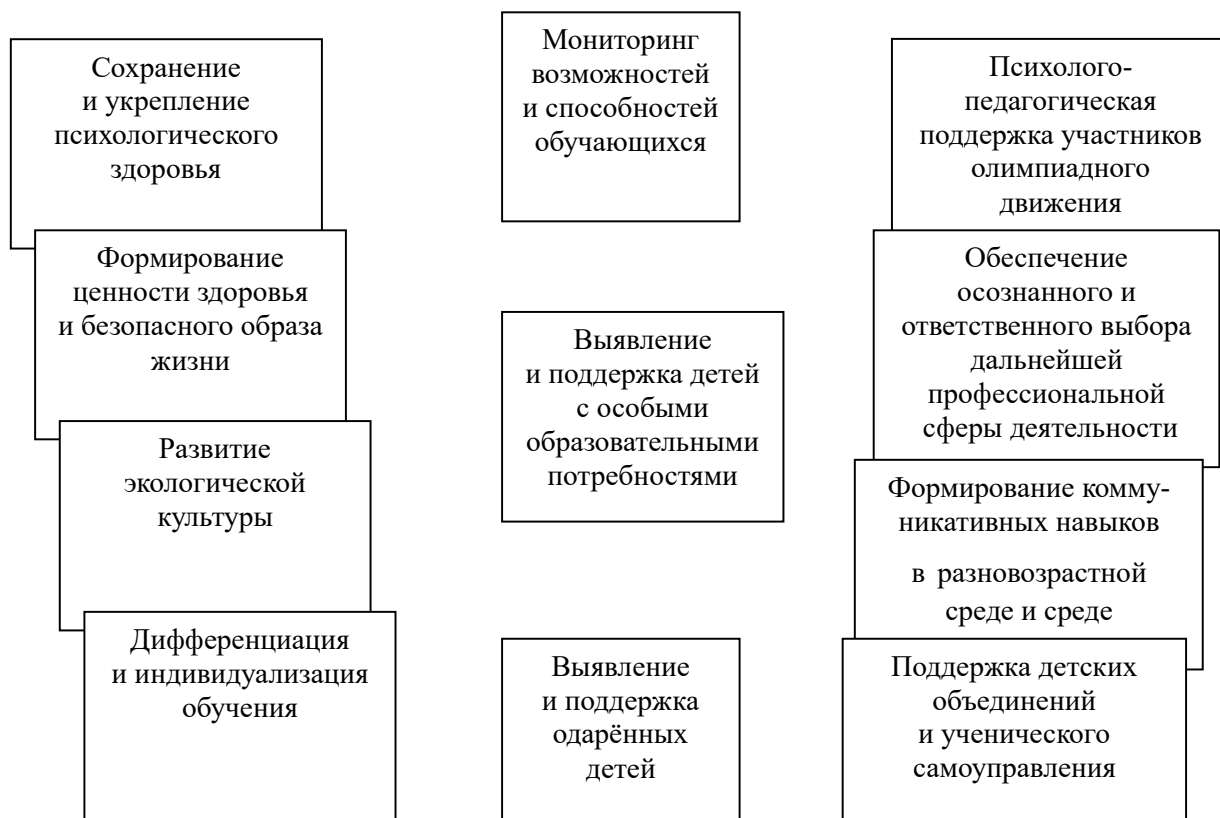 Сохранение
и укрепление
психологического
здоровья
Формирование
ценности здоровья
и безопасного образа
жизни
Развитие
экологической
культуры
Дифференциация
и индивидуализация
обучения
Мониторинг
возможностей
и способностей
обучающихся
Выявление
и поддержка детей
с особыми
образовательными
потребностями
Выявление
и поддержка
одарённых
детей
Психолого-
педагогическая
поддержка участников
олимпиадного
движения
Обеспечение
осознанного и
ответственного выбора
дальнейшей
профессиональной
сферы деятельности
Формирование комму-
никативных навыков
в разновозрастной
среде и среде
Поддержка детских
объединений
и ученического
самоуправления